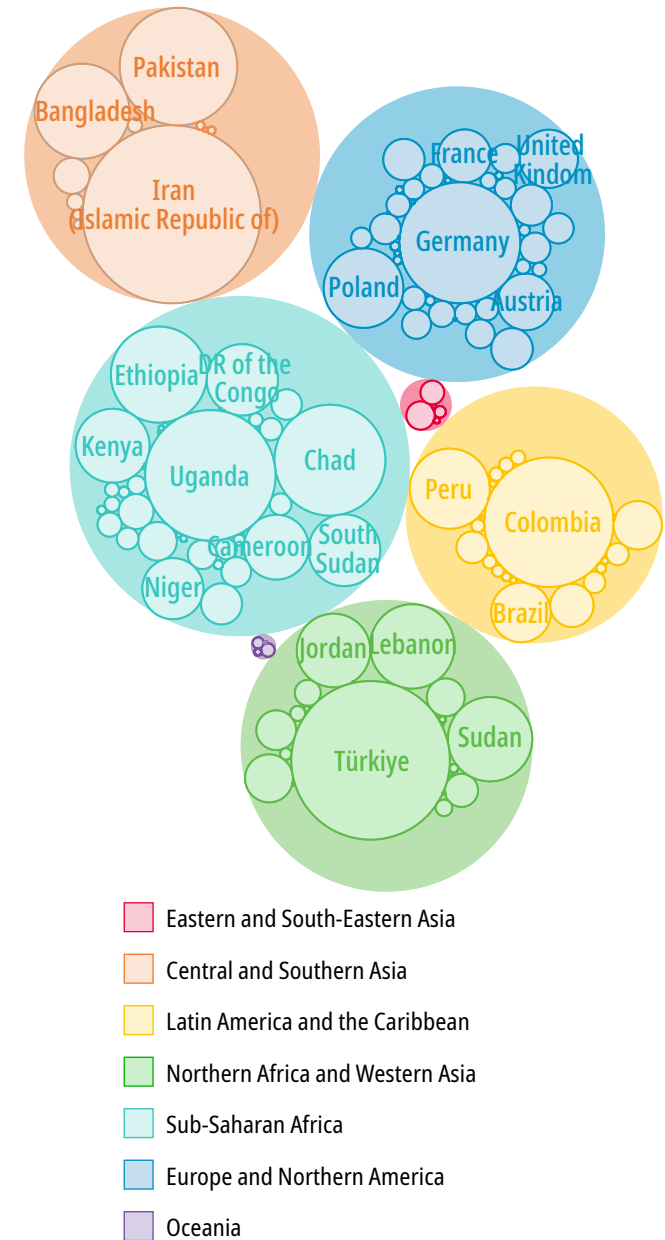 Pakistan
Bangladesh
Iran
(Islamic Republic of)
France
United
Kindom
Germany
Poland
Austria
Ethiopia
DR of the
Congo
Kenya
Uganda
Chad
Cameroon
South
Sudan
Niger
Peru
Colombia
Brazil
Jordan
Lebanon
Türkiye
Sudan
Eastern and South-Eastern Asia
Central and Southern Asia
Latin America and the Caribbean
Northern Africa and Western Asia
Sub-Saharan Africa
Europe and Northern America
Oceania